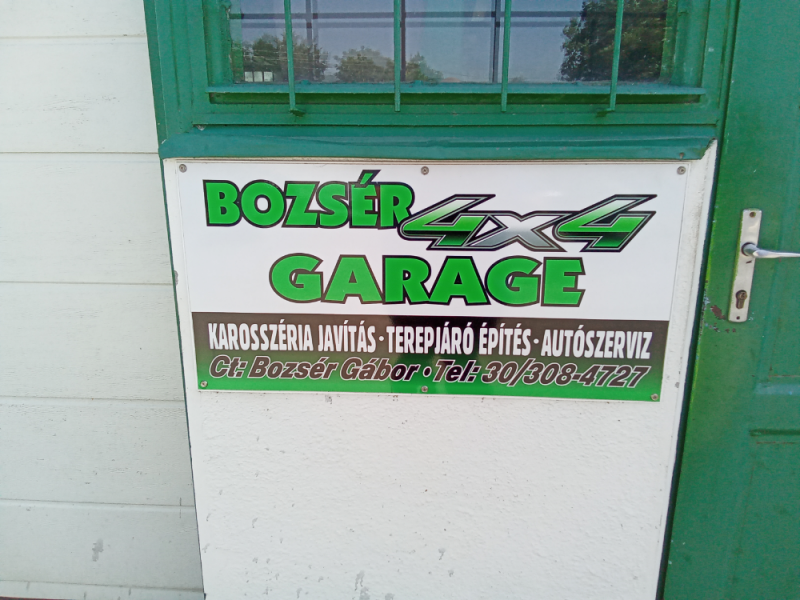 BOZSÉR 4x4
GARAGE
KAROSSZÉRIA JAVÍTÁS · TEREPJÁRÓ ÉPÍTÉS · AUTÓSZERVIZ
Ct: Bozsér Gábor · Tel: 30/308-4727